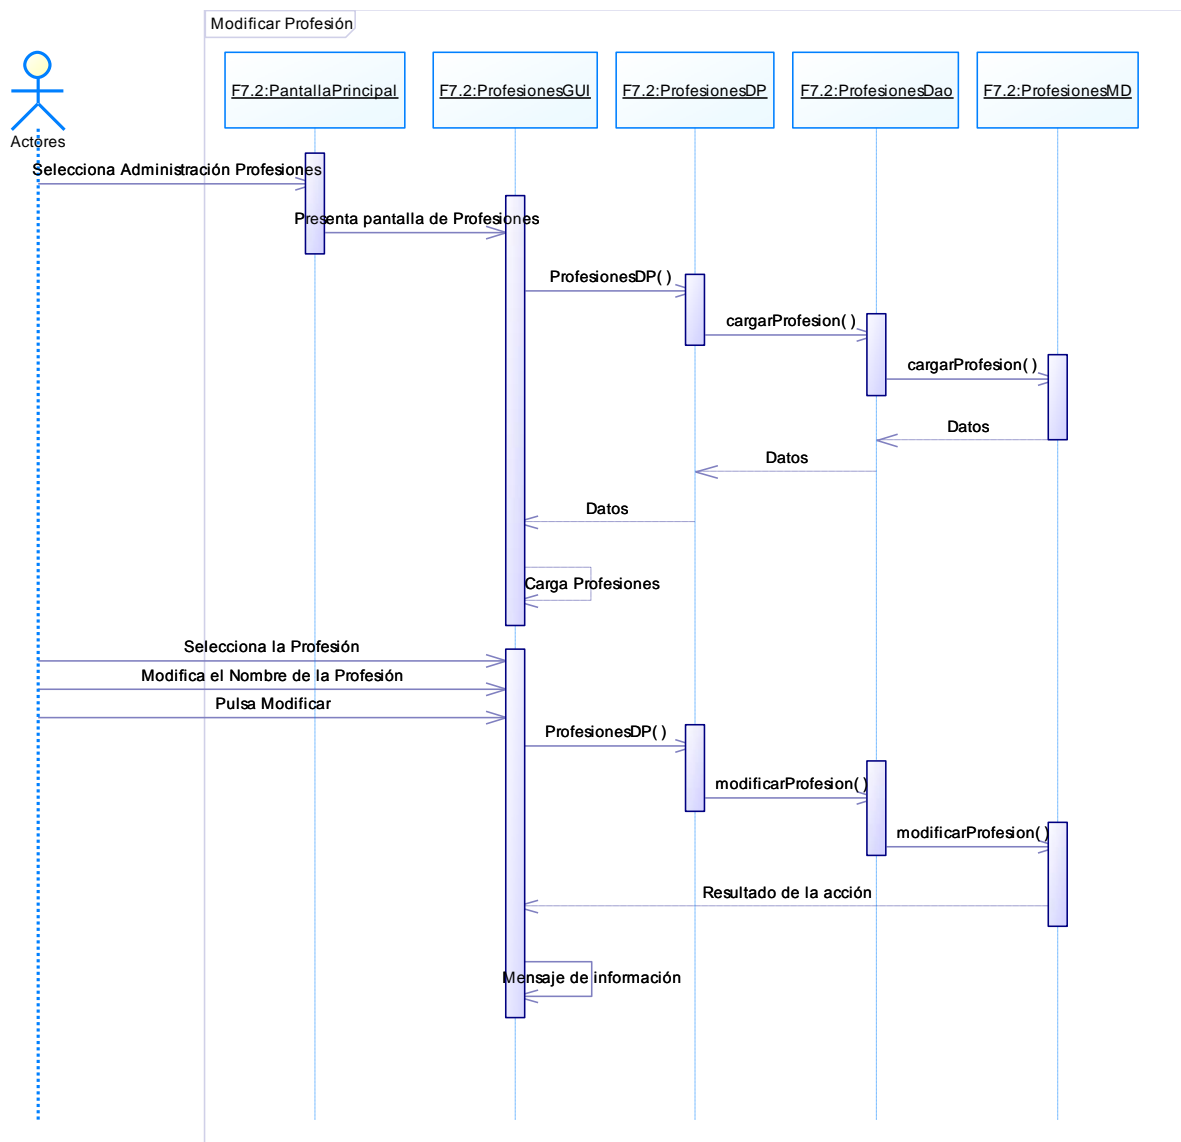 Modificar Profesión
Actores
F7.2:PantallaPrincipal
F7.2:ProfesionesGUI
F7.2:ProfesionesDP
F7.2:ProfesionesDao
F7.2:ProfesionesMD
Selecciona Administración Profesiones
Presenta pantalla de Profesiones
ProfesionesDP( )
cargarProfesion( )
cargarProfesion( )
Datos
Datos
Datos
Carga Profesiones
Selecciona la Profesión
Modifica el Nombre de la Profesión
Pulsa Modificar
ProfesionesDP( )
modificarProfesion( )
modificarProfesion( )
Resultado de la acción
Mensaje de información